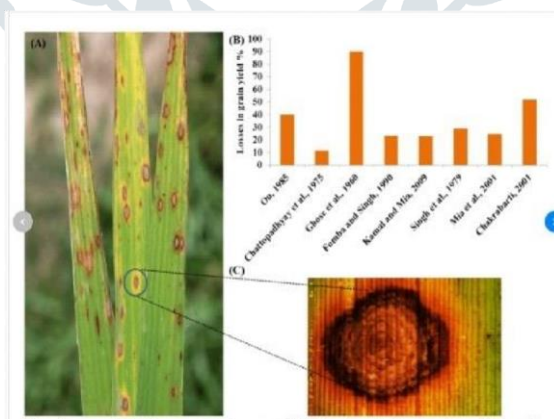 (A)
(B)
Losses in grain yield %
100
90
80
70
60
50
40
30
20
10
0
Ou, 1985
Chattopadhyay et al., 1975
Ghose et al., 1960
Fomba and Singh, 1990
Kamal and Mia, 2009
Singh et al., 1979
Mia et al., 2001
Chakrabarti, 2001
(C)